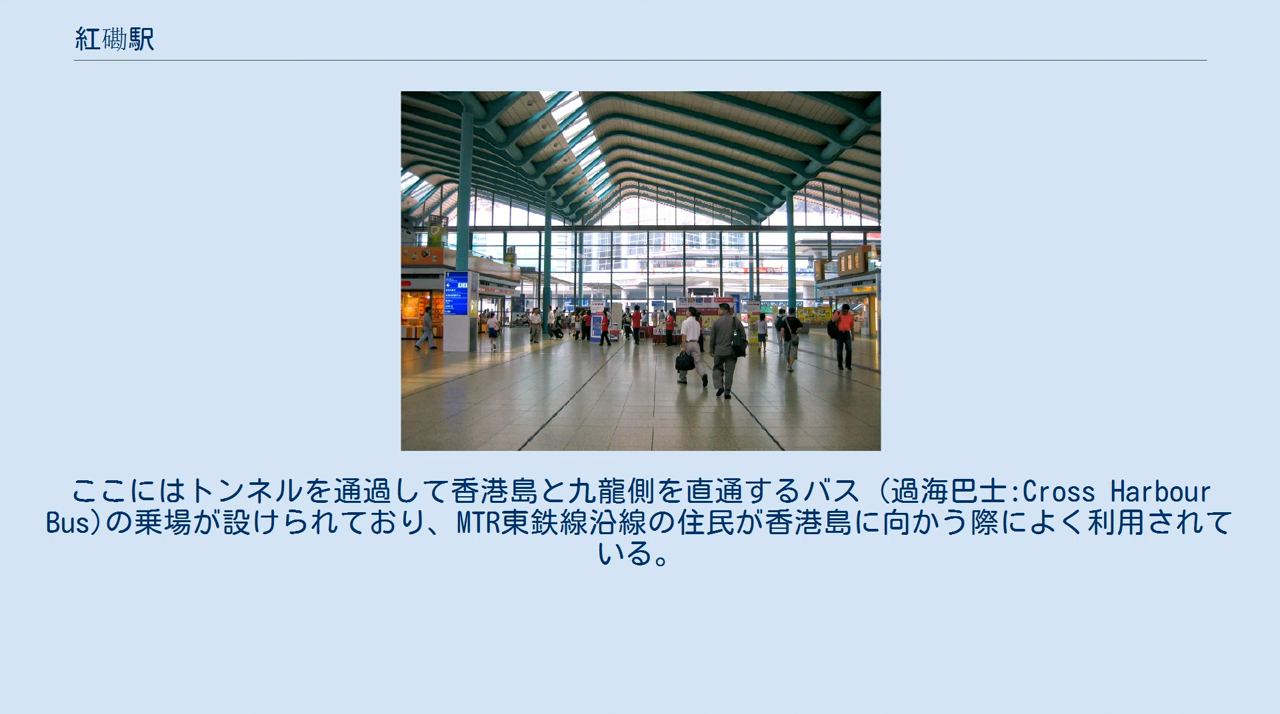 紅磡駅
ここにはトンネルを通過して香港島と九龍側を直通するバス (過海巴士:Cross Harbour
Bus)の乗場が設けられており、MTR東鉄線沿線の住民が香港島に向かう際によく利用されて
いる。